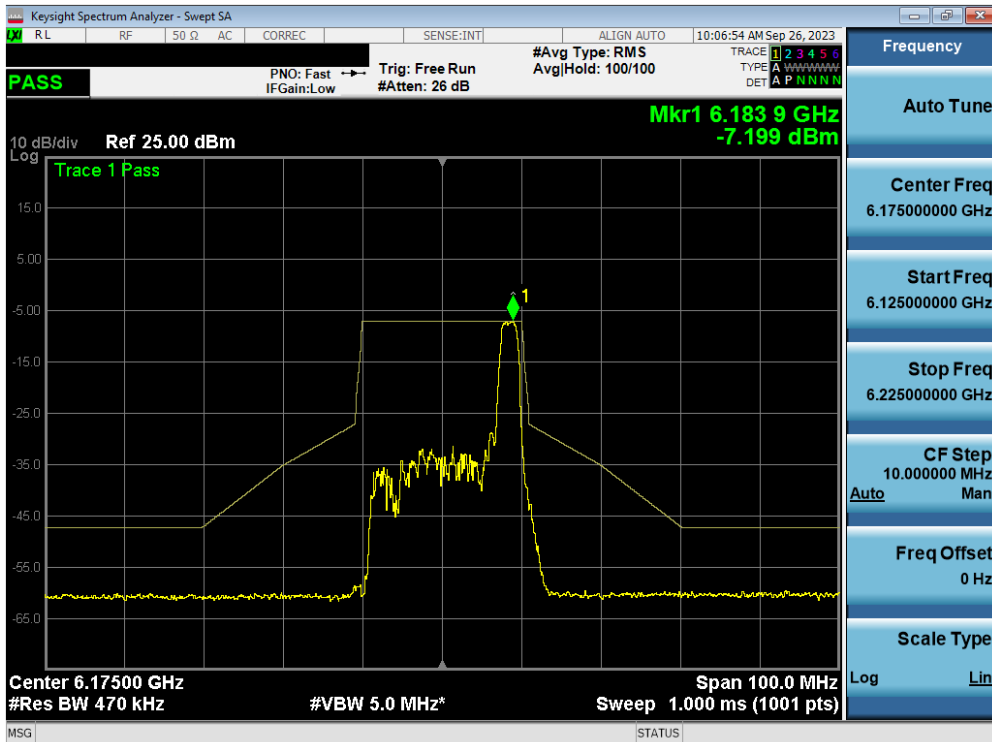 Keysight Spectrum Analyzer - Swept SA
LXI RL RF 50 Ω AC CORREC SENSE:INT ALIGN AUTO 10:06:54 AM Sep 26, 2023
PASS
PNO: Fast
IFGain:Low
Trig: Free Run
#Atten: 26 dB
#Avg Type: RMS
Avg|Hold: 100/100
TRACE 1 2 3 4 5 6
TYPE A WWWWW
DET A P N N N N
Mkr1 6.183 9 GHz
-7.199 dBm
10 dB/div Ref 25.00 dBm
Log
Trace 1 Pass
15.0
5.00
1
-5.00
-15.0
-25.0
-35.0
-45.0
-55.0
-65.0
Center 6.17500 GHz Span 100.0 MHz
#Res BW 470 kHz #VBW 5.0 MHz* Sweep 1.000 ms (1001 pts)
MSG STATUS
Frequency
Auto Tune
Center Freq
6.175000000 GHz
Start Freq
6.125000000 GHz
Stop Freq
6.225000000 GHz
CF Step
10.000000 MHz
Auto Man
Freq Offset
0 Hz
Scale Type
Log Lin